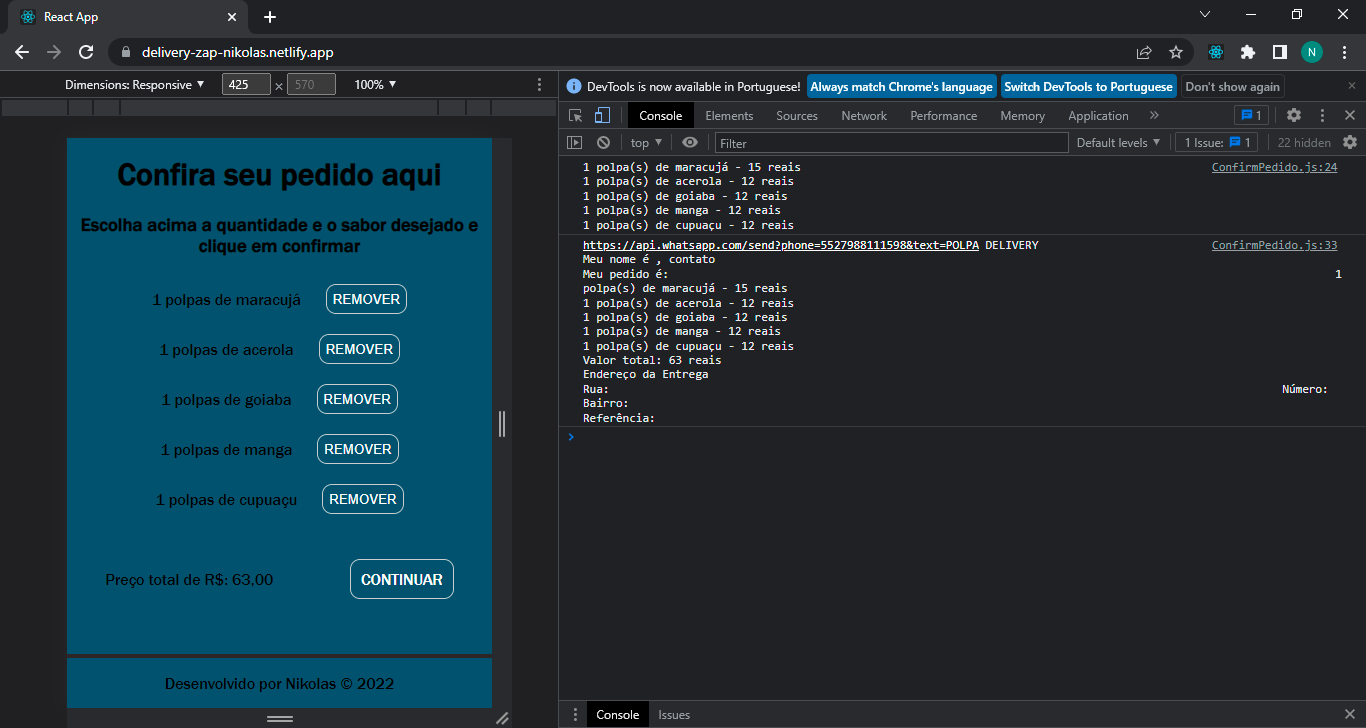 React App
delivery-zap-nikolas.netlify.app
N
Dimensions: Responsive
425
×
570
100%
Confira seu pedido aqui
Escolha acima a quantidade e o sabor desejado e
clique em confirmar
1 polpas de maracujá REMOVER
1 polpas de acerola REMOVER
1 polpas de goiaba REMOVER
1 polpas de manga REMOVER
1 polpas de cupuaçu REMOVER
Preço total de R$: 63,00 CONTINUAR
Desenvolvido por Nikolas © 2022
DevTools is now available in Portuguese! Always match Chrome's language Switch DevTools to Portuguese Don't show again
Console Elements Sources Network Performance Memory Application 1
top Filter Default levels 1 Issue: 1 22 hidden
1 polpa(s) de maracujá - 15 reais ConfirmPedido.js:24
1 polpa(s) de acerola - 12 reais
1 polpa(s) de goiaba - 12 reais
1 polpa(s) de manga - 12 reais
1 polpa(s) de cupuaçu - 12 reais
https://api.whatsapp.com/send?phone=5527988111598&text=POLPA DELIVERY ConfirmPedido.js:33
Meu nome é , contato
Meu pedido é: 1
polpa(s) de maracujá - 15 reais
1 polpa(s) de acerola - 12 reais
1 polpa(s) de goiaba - 12 reais
1 polpa(s) de manga - 12 reais
1 polpa(s) de cupuaçu - 12 reais
Valor total: 63 reais
Endereço da Entrega
Rua: Número:
Bairro:
Referência:
Console Issues